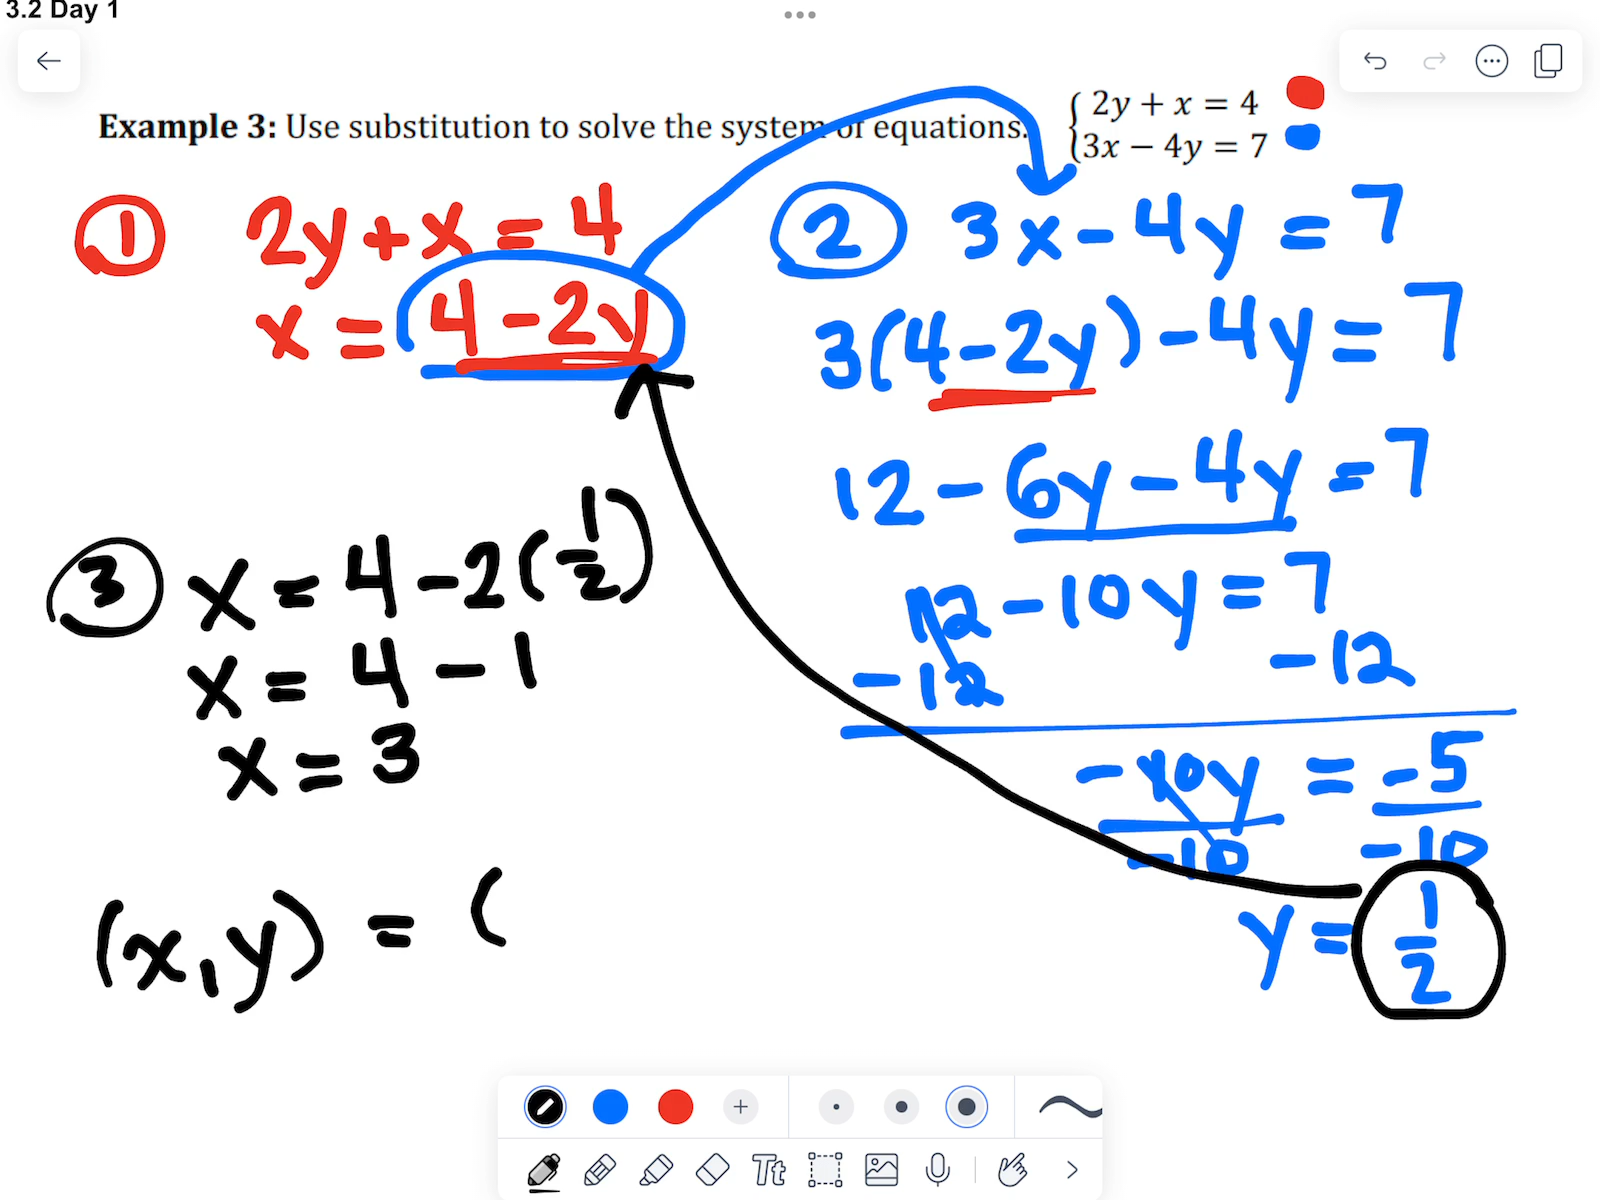 3.2 Day 1
Example 3: Use substitution to solve the system of equations.
2y + x = 4
3x − 4y = 7
1 2y + x = 4
x = 4 - 2y
2 3x - 4y = 7
3(4 - 2y) - 4y = 7
12 - 6y - 4y = 7
12 - 10y = 7
-12 -12
-10y = -5
-10 -10
y = 1/2
3 x = 4 - 2(1/2)
x = 4 - 1
x = 3
(x, y) = (
Tt